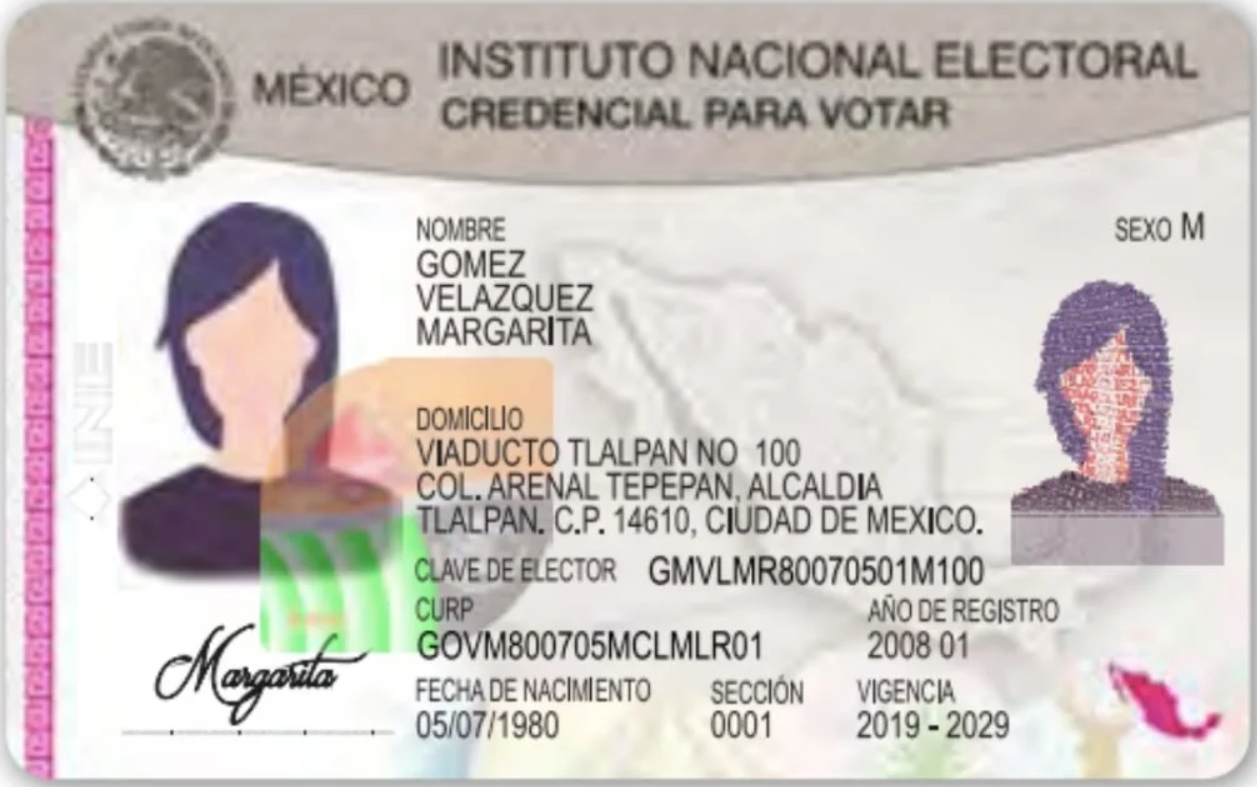 MÉXICO
INSTITUTO NACIONAL ELECTORAL
CREDENCIAL PARA VOTAR
NOMBRE
GOMEZ
VELAZQUEZ
MARGARITA
SEXO M
DOMICILIO
VIADUCTO TLALPAN NO 100
COL. ARENAL TEPEPAN, ALCALDIA
TLALPAN. C.P. 14610, CIUDAD DE MEXICO.
CLAVE DE ELECTOR GMVLMR80070501M100
CURP
GOVM800705MCLMLR01
AÑO DE REGISTRO
2008 01
FECHA DE NACIMIENTO
05/07/1980
SECCIÓN
0001
VIGENCIA
2019 - 2029
INE
Margarita